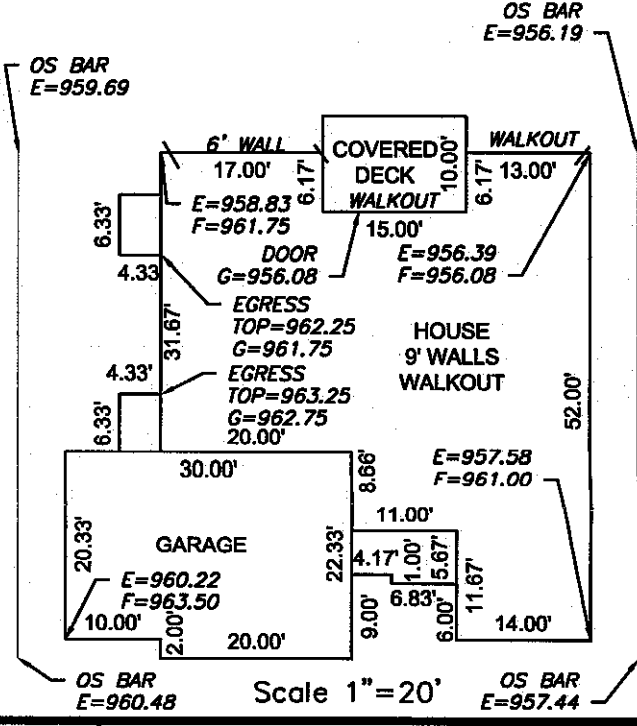 OS BAR
E=956.19
OS BAR
E=959.69
6' WALL
17.00'
COVERED
DECK
WALKOUT
10.00'
6.17'
15.00'
WALKOUT
6.17'
13.00'
E=958.83
F=961.75
6.33'
4.33
DOOR
G=956.08
E=956.39
F=956.08
EGRESS
TOP=962.25
G=961.75
31.67'
HOUSE
9' WALLS
WALKOUT
52.00'
4.33'
6.33'
EGRESS
TOP=963.25
G=962.75
20.00'
30.00'
8.66'
E=957.58
F=961.00
20.33'
GARAGE
22.33'
11.00'
4.17'
1.00'
5.67'
6.83'
11.67'
E=960.22
F=963.50
10.00'
2.00'
20.00'
9.00'
6.00'
14.00'
OS BAR
E=960.48
Scale 1"=20'
OS BAR
E=957.44